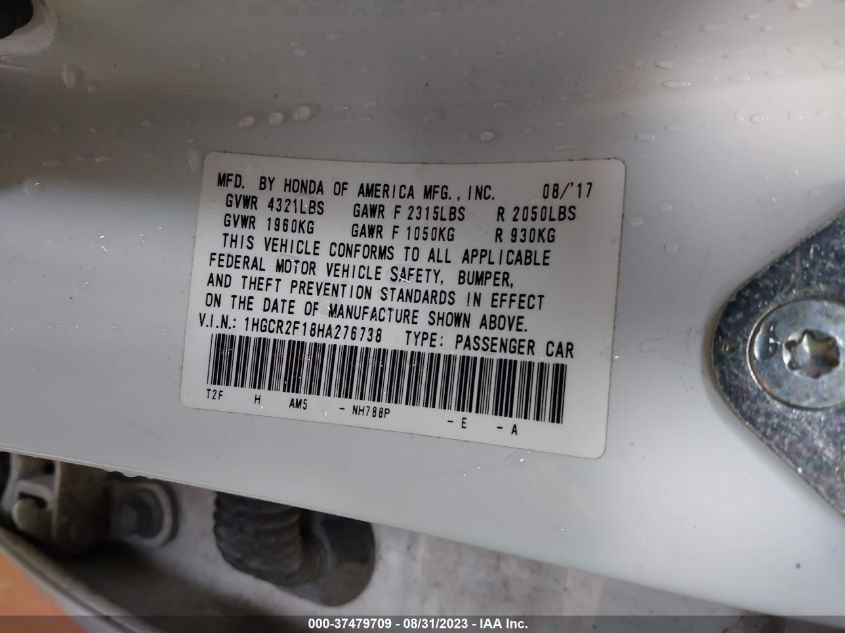 MFD. BY HONDA OF AMERICA MFG., INC. 08/'17
GVWR 4321LBS GAWR F 2315LBS R 2050LBS
GVWR 1960KG GAWR F 1050KG R 930KG
THIS VEHICLE CONFORMS TO ALL APPLICABLE
FEDERAL MOTOR VEHICLE SAFETY, BUMPER,
AND THEFT PREVENTION STANDARDS IN EFFECT
ON THE DATE OF MANUFACTURE SHOWN ABOVE.
V.I.N.: 1HGCR2F18HA276738 TYPE: PASSENGER CAR
T2F H AM5 - NH788P - E - A
000-37479709 - 08/31/2023 - IAA Inc.